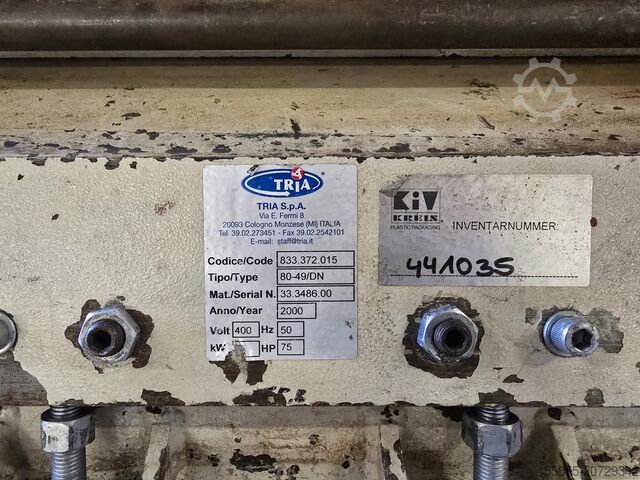 TRIA
TRIA S.p.A.
Via E. Fermi 8
20093 Cologno Monzese (MI) ITALIA
Tel. 39.02.273451 - Fax 39.02.2542101
E-mail: staff@tria.it
Codice/Code 833.372.015
Tipo/Type 80-49/DN
Mat./Serial N. 33.3486.00
Anno/Year 2000
Volt 400 Hz 50
kW HP 75
KiV
KREIS
PLASTIC PACKAGING
INVENTARNUMMER:
441035